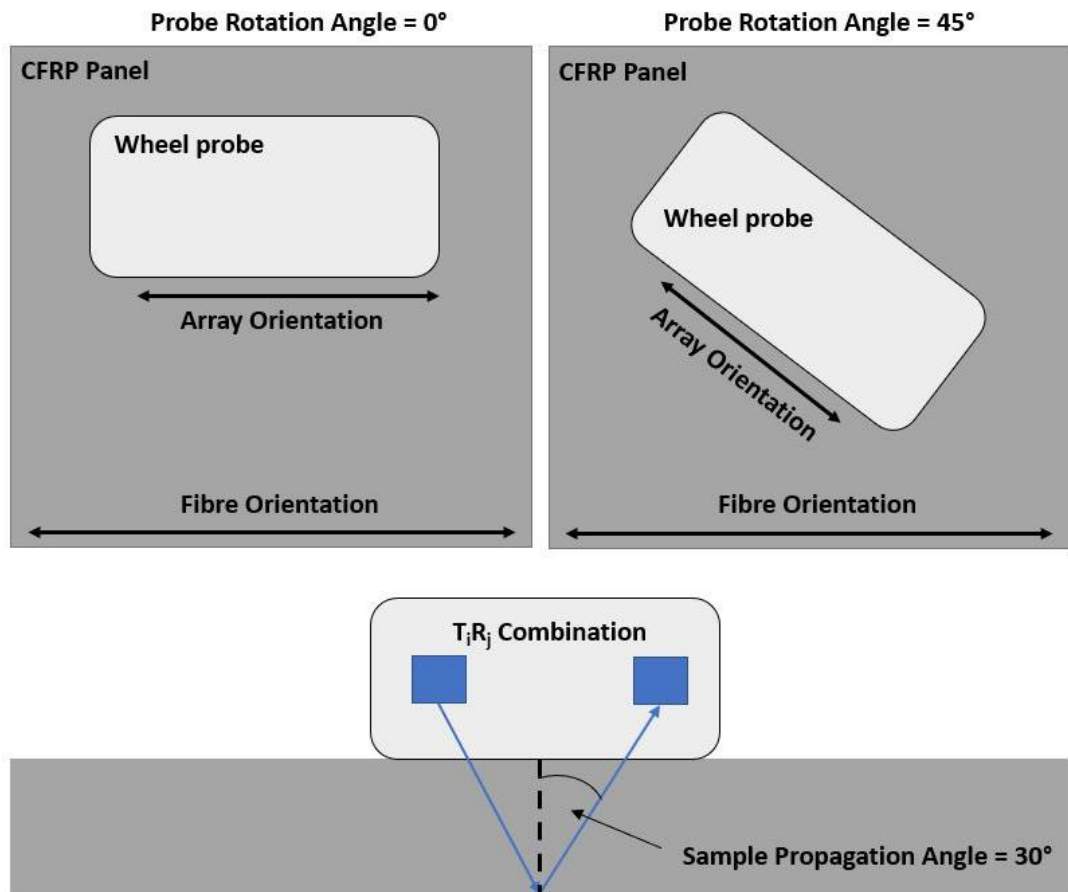 Probe Rotation Angle = 0°
Probe Rotation Angle = 45°
CFRP Panel
Wheel probe
Array Orientation
Fibre Orientation
CFRP Panel
Wheel probe
Array Orientation
Fibre Orientation
TᵢRⱼ Combination
Sample Propagation Angle = 30°